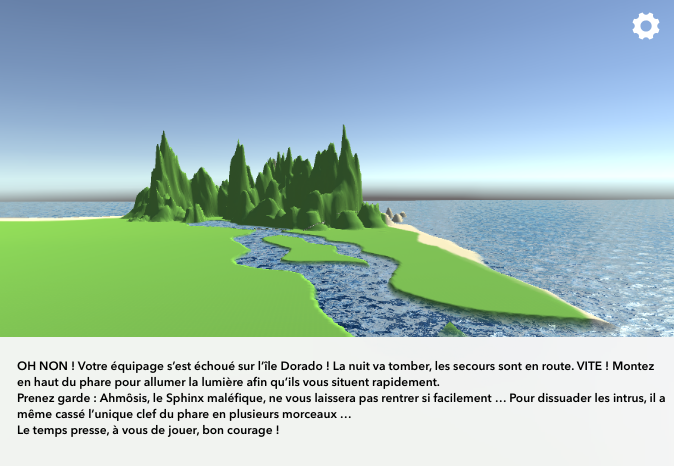 OH NON ! Votre équipage s'est échoué sur l'île Dorado ! La nuit va tomber, les secours sont en route. VITE ! Montez
en haut du phare pour allumer la lumière afin qu'ils vous situent rapidement.
Prenez garde : Ahmôsis, le Sphinx maléfique, ne vous laissera pas rentrer si facilement … Pour dissuader les intrus, il a
même cassé l'unique clef du phare en plusieurs morceaux …
Le temps presse, à vous de jouer, bon courage !